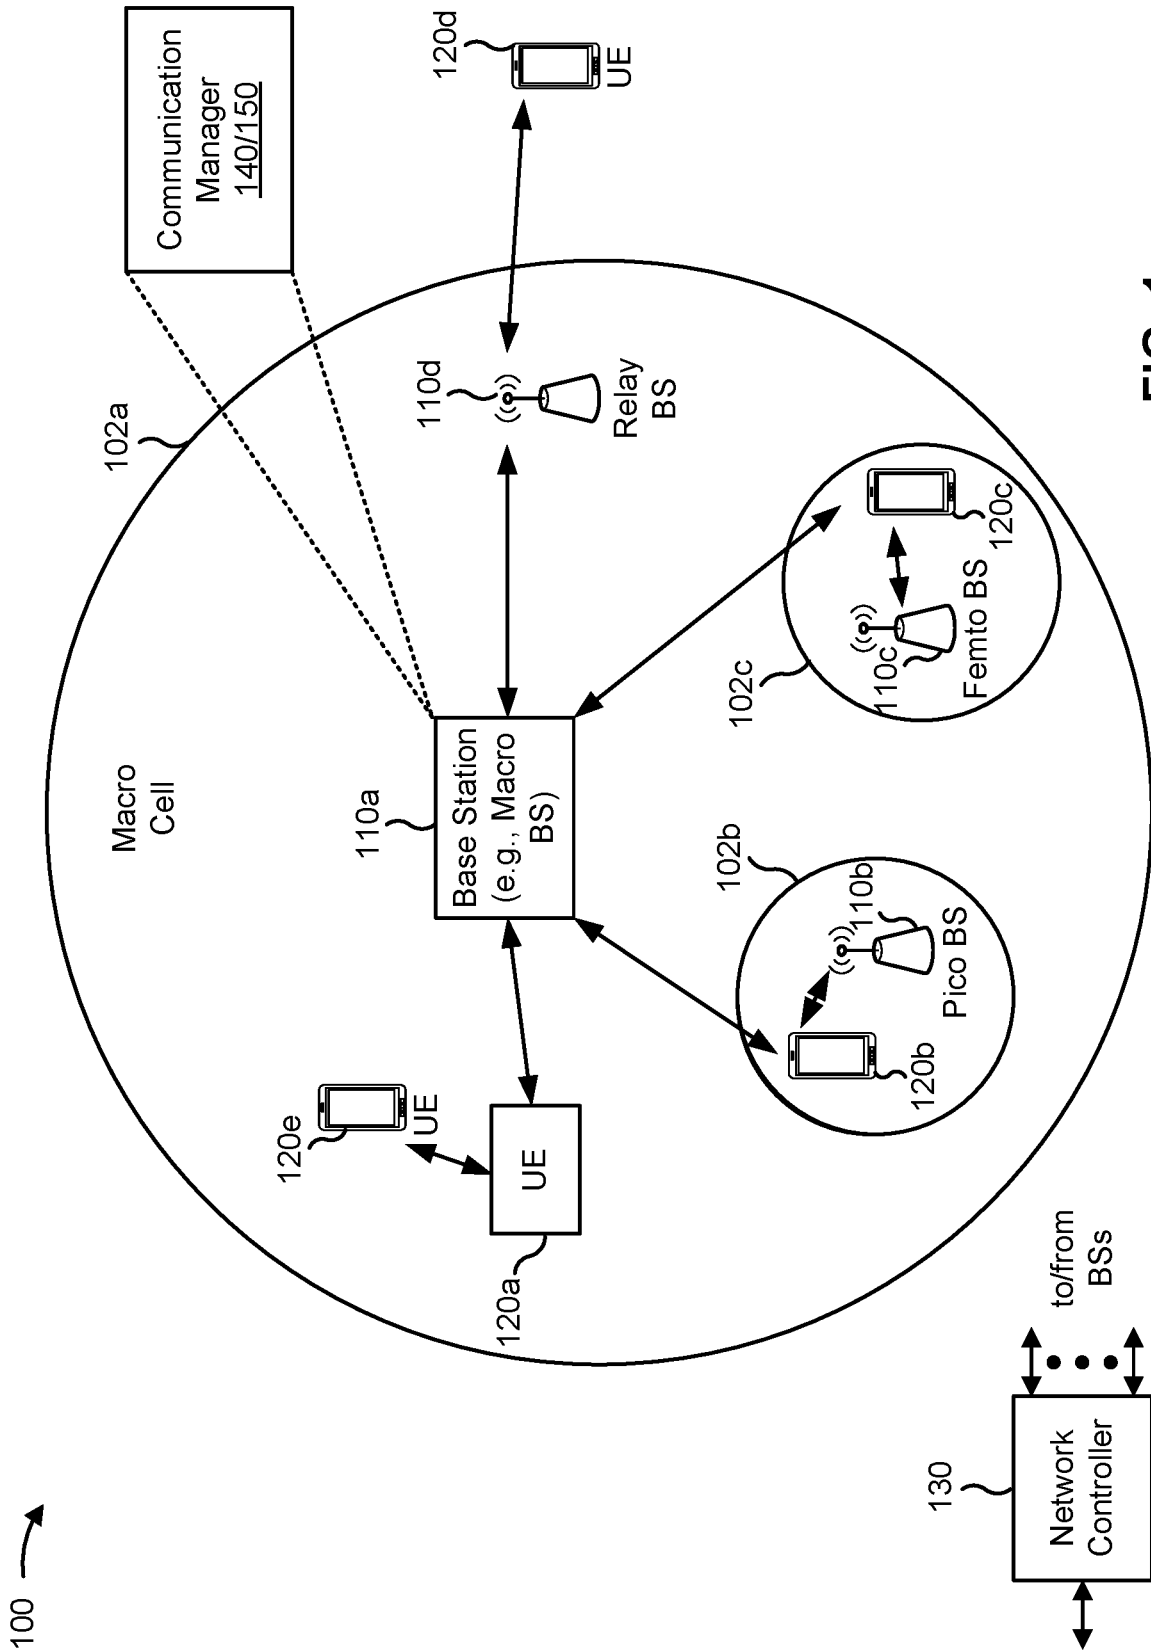 100
102a
Macro
Cell
Communication
Manager
140/150
110a
Base Station
(e.g., Macro
BS)
120e
UE
120a
UE
110d
Relay
BS
120d
UE
102b
110b
Pico BS
120b
102c
110c
Femto BS
120c
130
Network
Controller
to/from
BSs